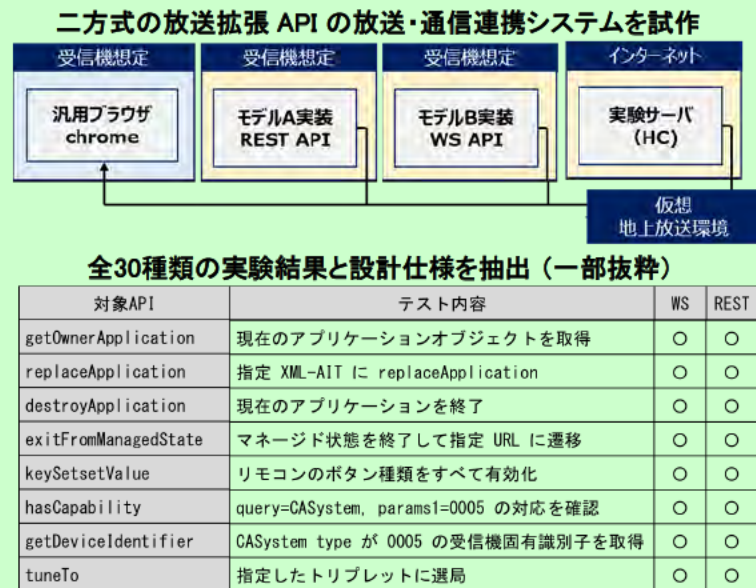 二方式の放送拡張 API の放送・通信連携システムを試作
受信機想定
受信機想定
受信機想定
インターネット
汎用ブラウザ
chrome
モデルA実装
REST API
モデルB実装
WS API
実験サーバ
(HC)
仮想
地上放送環境
全30種類の実験結果と設計仕様を抽出（一部抜粋）
対象API テスト内容 WS REST
getOwnerApplication 現在のアプリケーションオブジェクトを取得 ○ ○
replaceApplication 指定 XML-AIT に replaceApplication ○ ○
destroyApplication 現在のアプリケーションを終了 ○ ○
exitFromManagedState マネージド状態を終了して指定 URL に遷移 ○ ○
keySetsetValue リモコンのボタン種類をすべて有効化 ○ ○
hasCapability query=CASystem, params1=0005 の対応を確認 ○ ○
getDeviceIdentifier CASystem type が 0005 の受信機固有識別子を取得 ○ ○
tuneTo 指定したトリプレットに選局 ○ ○